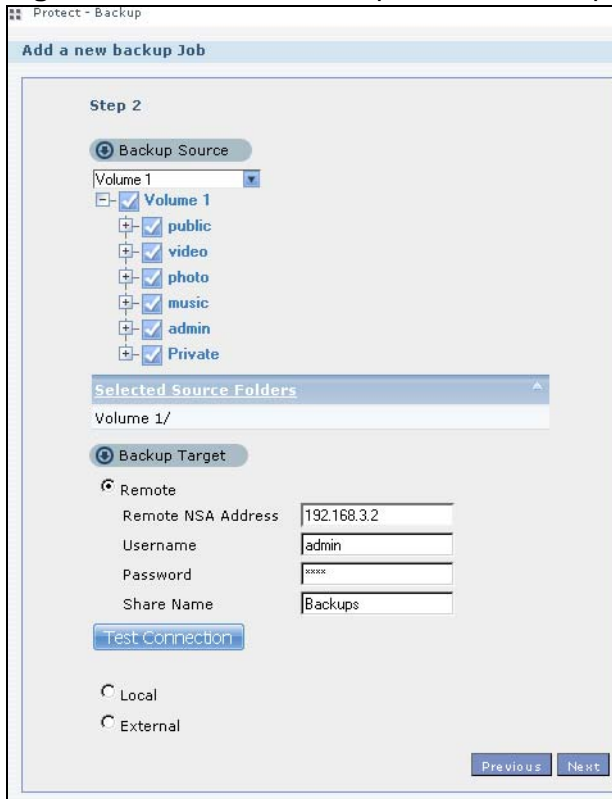 Protect - Backup
Add a new backup Job
Step 2
Backup Source
Volume 1
Volume 1
public
video
photo
music
admin
Private
Selected Source Folders
Volume 1/
Backup Target
Remote
Remote NSA Address 192.168.3.2
Username admin
Password ****
Share Name Backups
Test Connection
Local
External
Previous Next